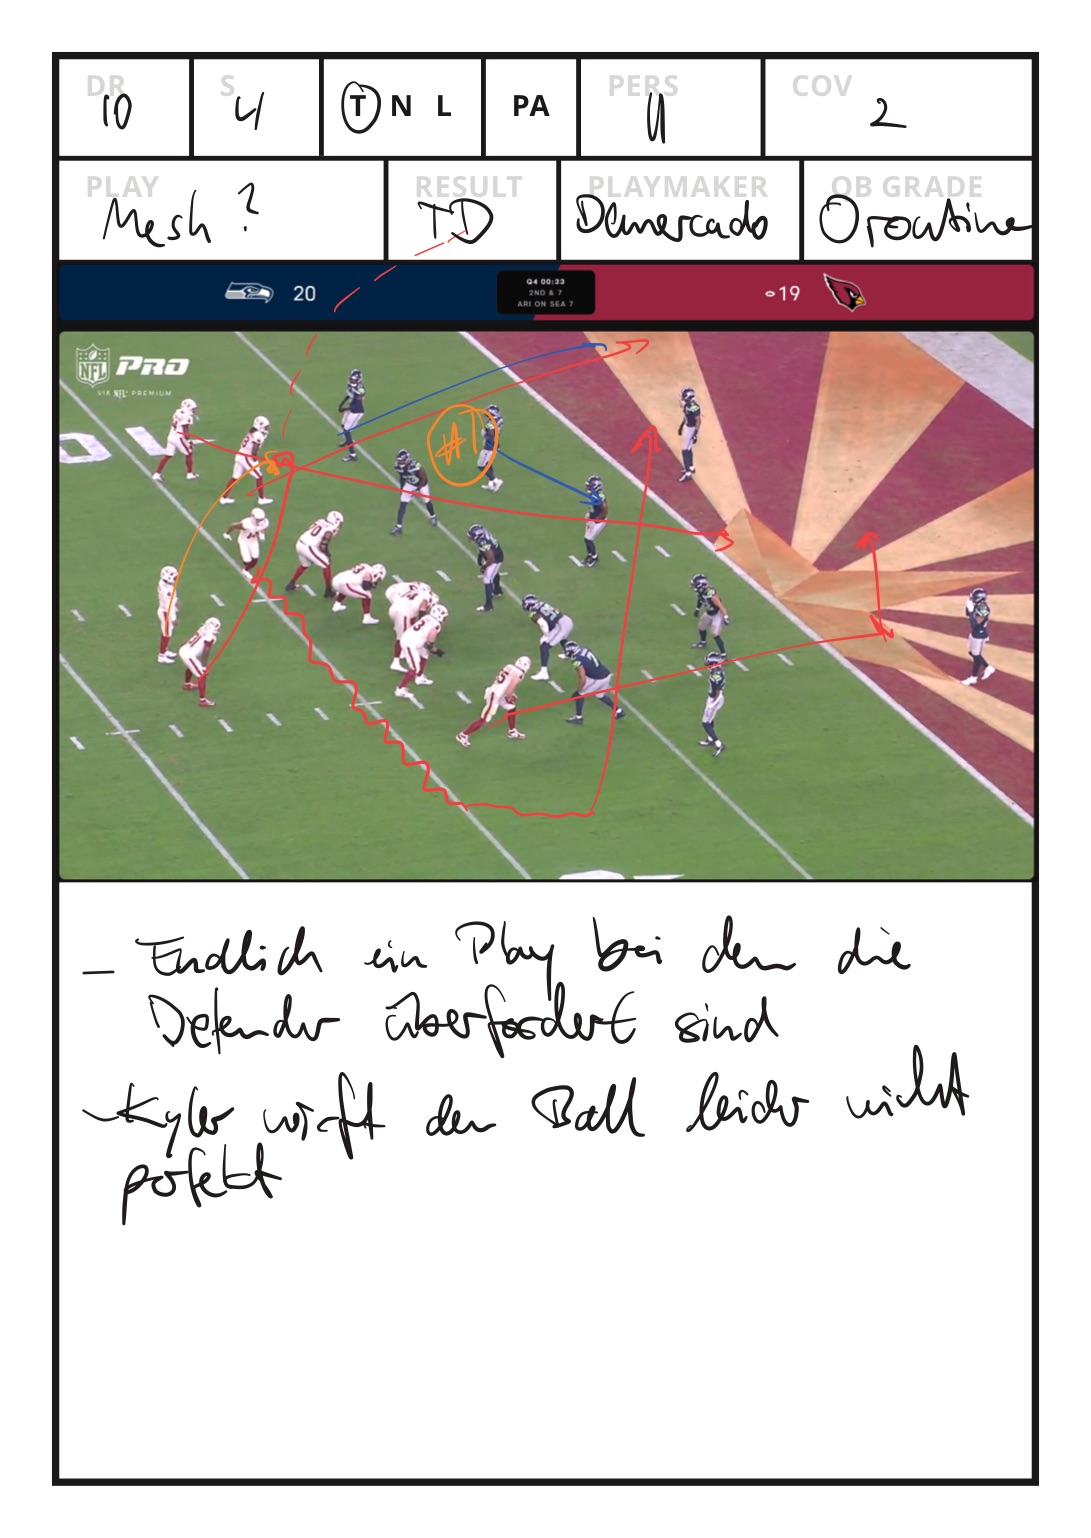 DR 10
S 4
T N L
PA
PERS 11
COV 2
PLAY Mesh ?
RESULT TD
PLAYMAKER Demercado
QB GRADE 0 routine
20
Q4 00:33
2ND & 7
ARI ON SEA 7
19
NFL PRO
VIA NFL+ PREMIUM
#1
- Endlich ein Play bei dem die
Defender überfordert sind
- Kyler wirft den Ball leider nicht
perfekt